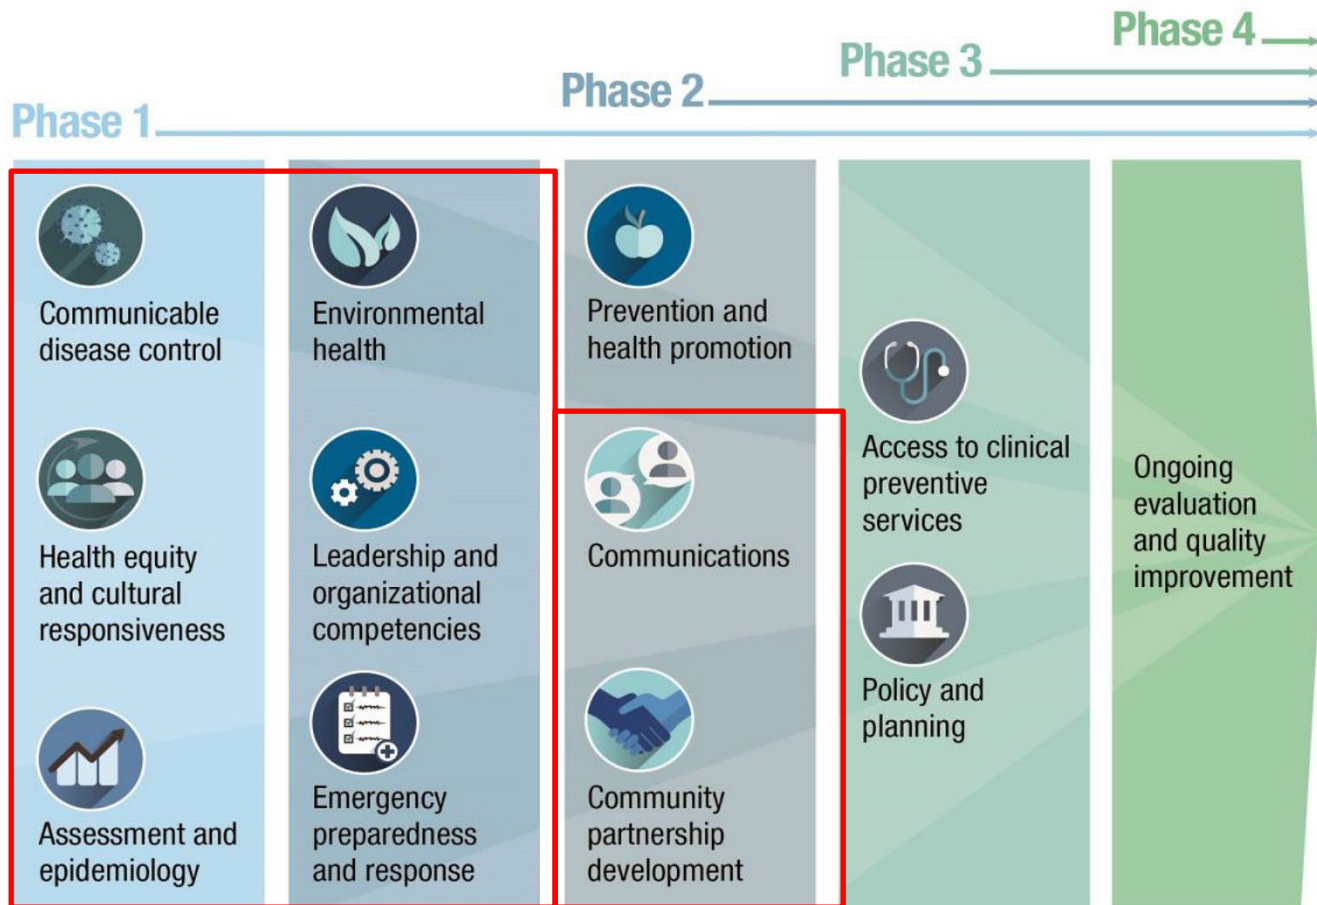 Phase 4
Phase 3
Phase 2
Phase 1
Communicable
disease control
Health equity
and cultural
responsiveness
Assessment and
epidemiology
Environmental
health
Leadership and
organizational
competencies
Emergency
preparedness
and response
Prevention and
health promotion
Communications
Community
partnership
development
Access to clinical
preventive
services
Policy and
planning
Ongoing
evaluation
and quality
improvement